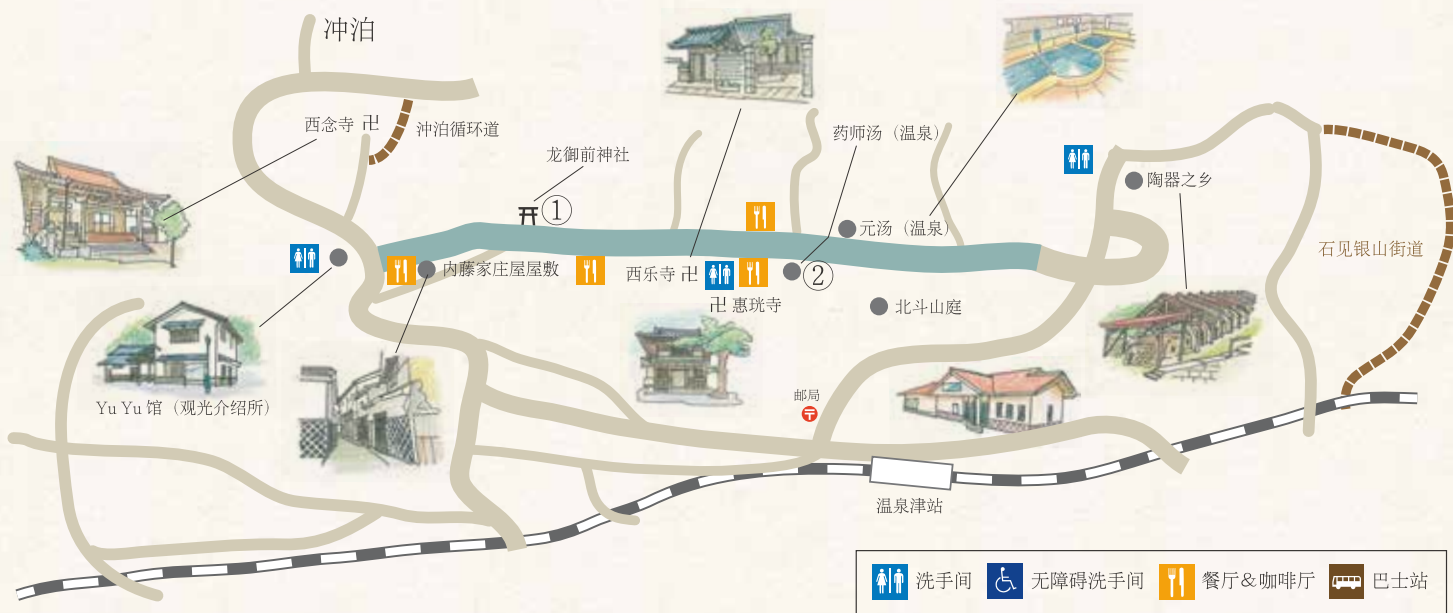 冲泊
西念寺 卍
冲泊循环道
龙御前神社
①
药师汤（温泉）
陶器之乡
元汤（温泉）
石见银山街道
内藤家庄屋屋敷
西乐寺 卍
②
卍 惠珖寺
北斗山庭
Yu Yu 馆（观光介绍所）
邮局
〒
温泉津站
洗手间
无障碍洗手间
餐厅&咖啡厅
巴士站